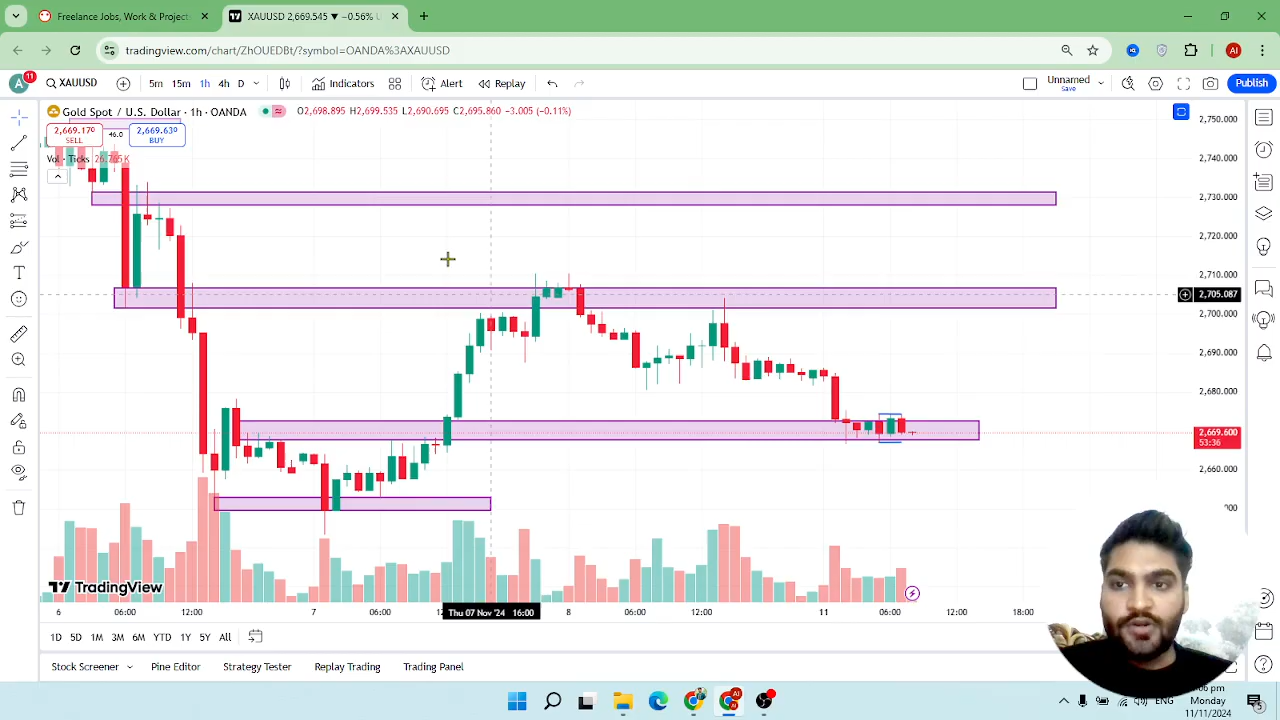 Freelance Jobs, Work & Project
XAUUSD 2,669.545 ▼ −0.56% U
tradingview.com/chart/ZhOUEDBt/?symbol=OANDA%3AXAUUSD
AI
A 11 XAUUSD 5m 15m 1h 4h D Indicators Alert Replay Unnamed Save Publish
Gold Spot / U.S. Dollar · 1h · OANDA O2,698.895 H2,699.535 L2,690.695 C2,695.860 −3.005 (−0.11%)
2,669.170 SELL 46.0 2,669.630 BUY
Vol · Ticks 26.765K
2,750.000
2,740.000
2,730.000
2,720.000
2,710.000
2,705.087
2,700.000
2,690.000
2,680.000
2,669.600
53:36
2,660.000
TradingView
6 06:00 12:00 7 06:00 Thu 07 Nov '24 16:00 8 06:00 12:00 11 06:00 12:00 18:00
1D 5D 1M 3M 6M YTD 1Y 5Y All
Stock Screener Pine Editor Strategy Tester Replay Trading Trading Panel
ENG
Monday
11/11/2024